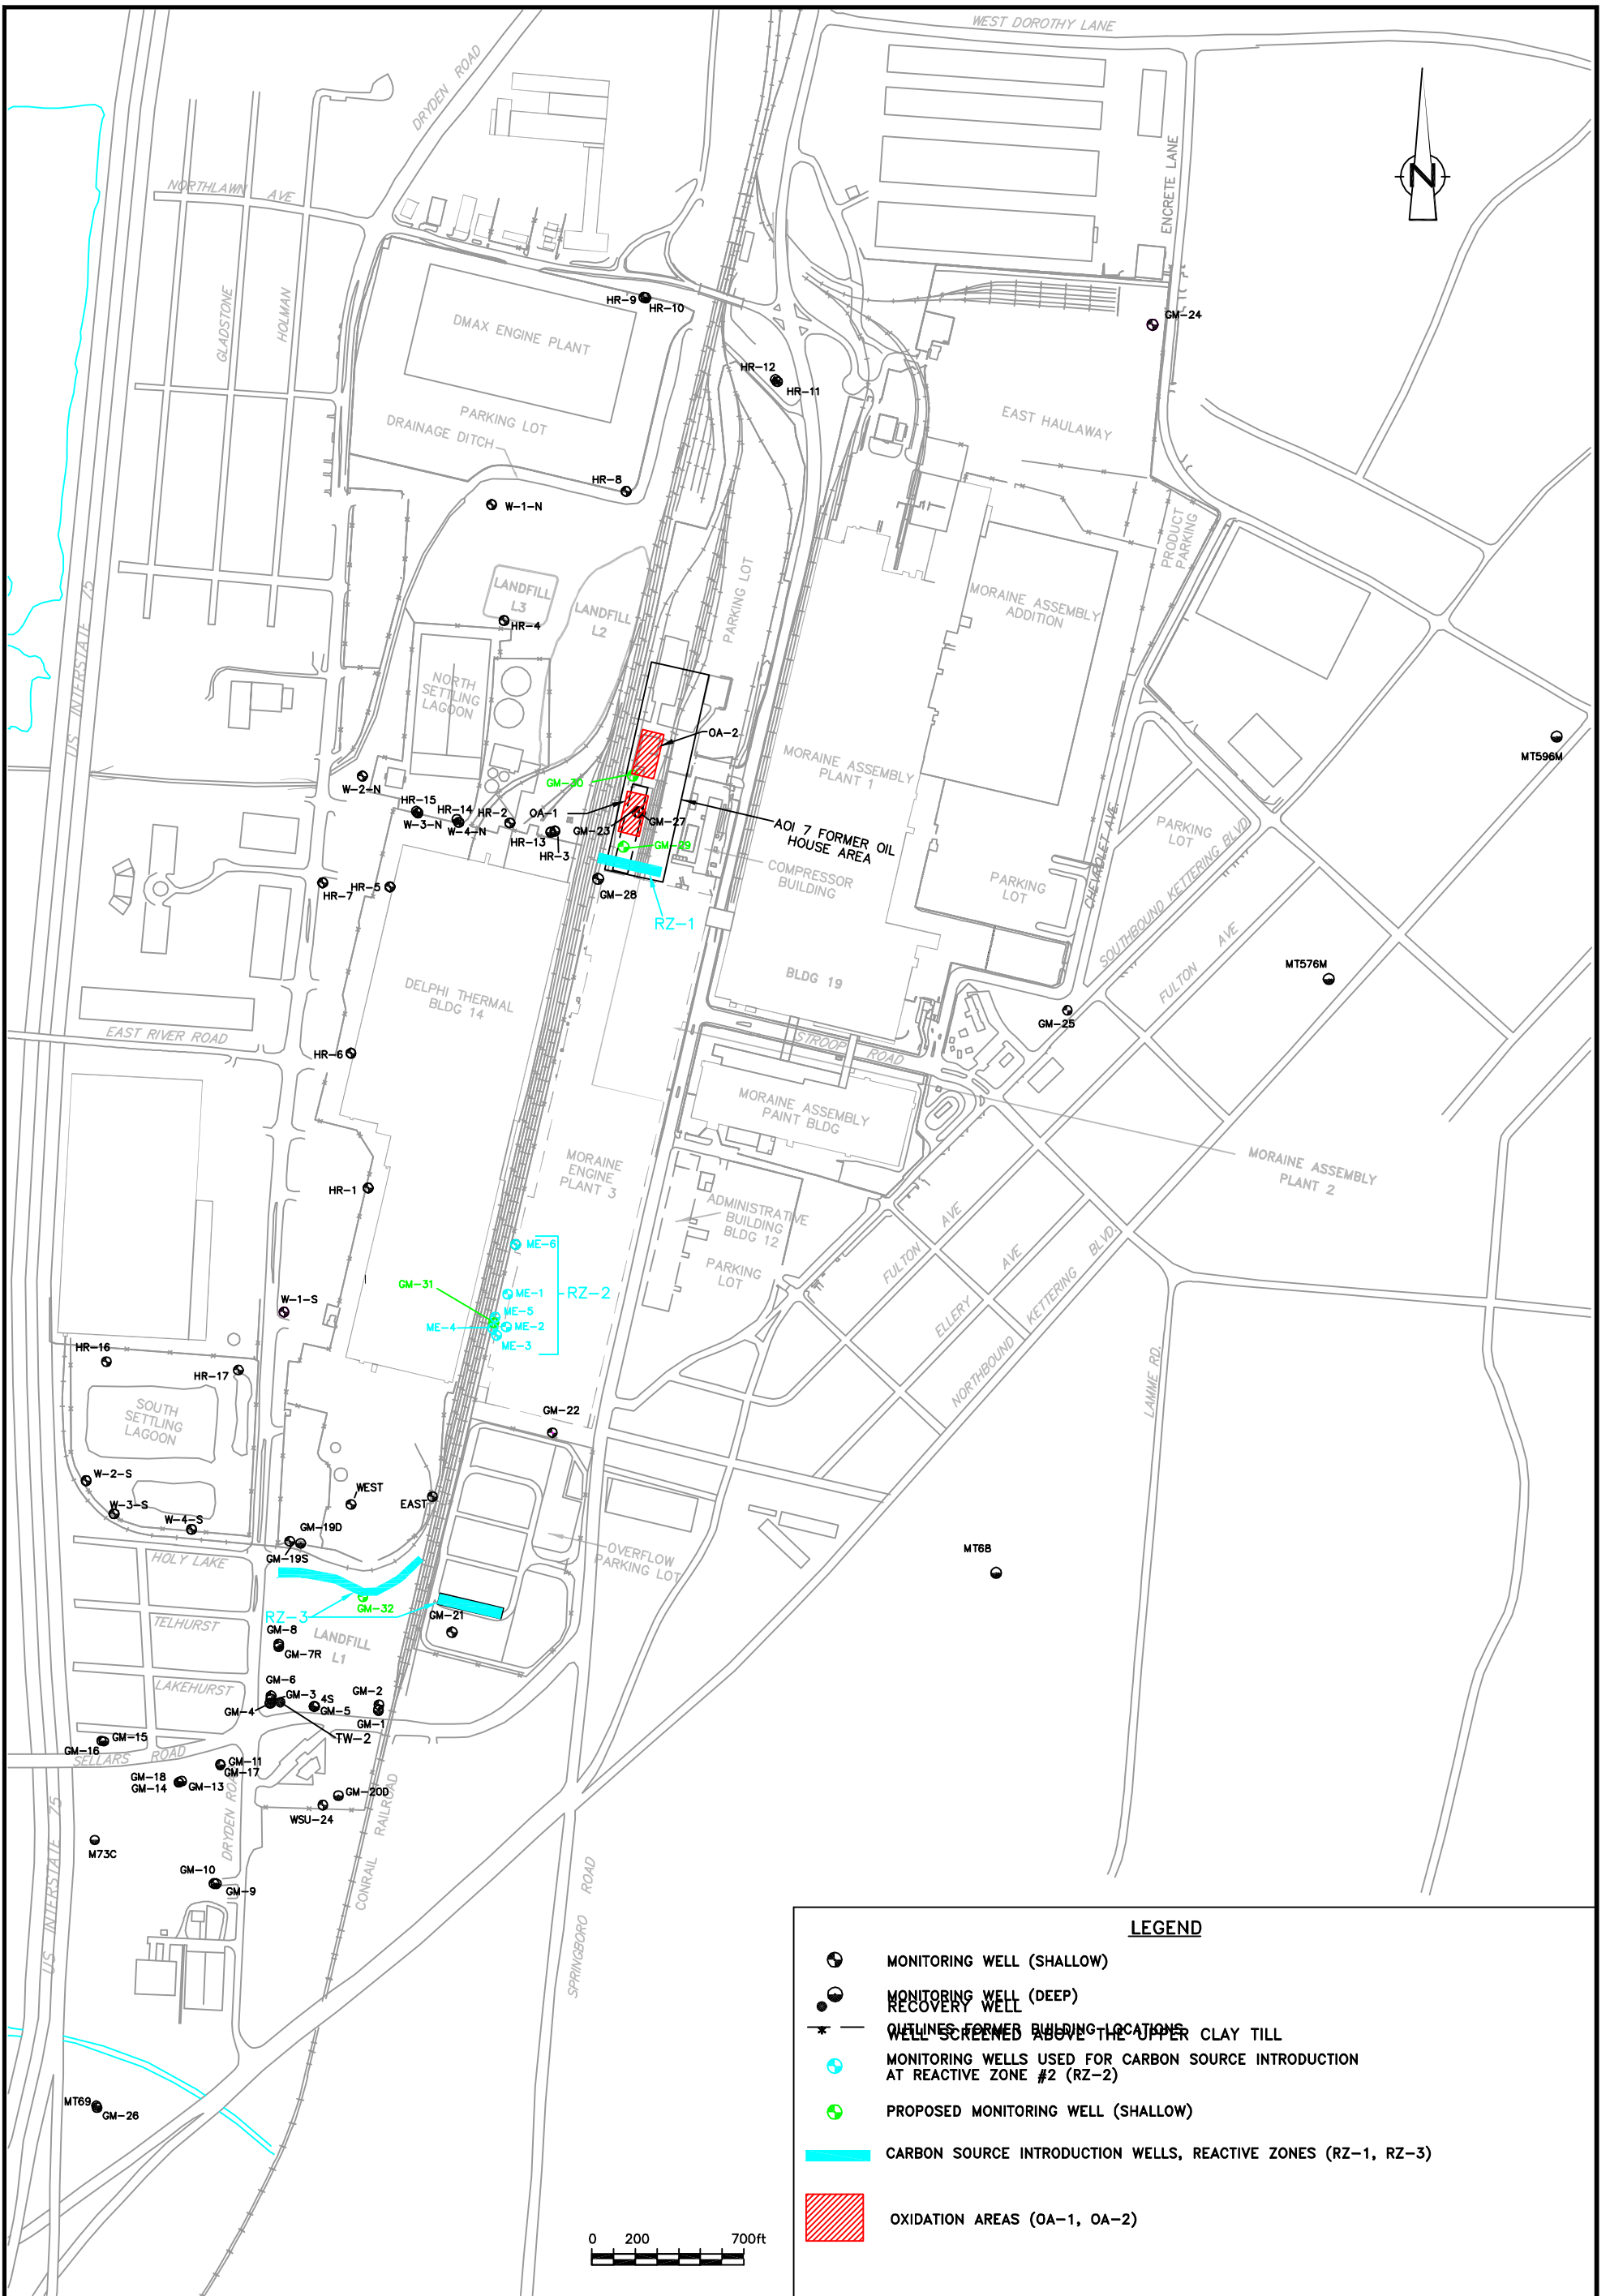 WEST DOROTHY LANE
DRYDEN ROAD
ENCRETE LANE
N
NORTHLAWN AVE
GLADSTONE
HOLMAN
HR-9
HR-10
DMAX ENGINE PLANT
GM-24
HR-12
HR-11
PARKING LOT
DRAINAGE DITCH
EAST HAULAWAY
HR-8
W-1-N
PRODUCT
PARKING
US INTERSTATE 75
LANDFILL
L3
LANDFILL
L2
PARKING LOT
HR-4
MORAINE ASSEMBLY
ADDITION
NORTH
SETTLING
LAGOON
OA-2
MORAINE ASSEMBLY
PLANT 1
MT596M
GM-30
W-2-N
HR-15
W-3-N
HR-14
W-4-N
HR-2
HR-13
HR-3
OA-1
GM-23
GM-27
GM-29
AOI 7 FORMER OIL
HOUSE AREA
CHEVROLET AVE.
PARKING
LOT
SOUTHBOUND KETTERING BLVD
COMPRESSOR
BUILDING
PARKING
LOT
HR-7
HR-5
GM-28
RZ-1
FULTON AVE
MT576M
BLDG 19
DELPHI THERMAL
BLDG 14
GM-25
EAST RIVER ROAD
HR-6
STROOP ROAD
MORAINE ASSEMBLY
PAINT BLDG
MORAINE ASSEMBLY
PLANT 2
MORAINE
ENGINE
PLANT 3
HR-1
ADMINISTRATIVE
BUILDING
BLDG 12
PARKING
LOT
FULTON AVE
ELLERY AVE
NORTHBOUND KETTERING BLVD.
ME-6
GM-31
ME-1
RZ-2
ME-5
ME-4
ME-2
ME-3
W-1-S
HR-16
HR-17
LAMME RD.
SOUTH
SETTLING
LAGOON
GM-22
W-2-S
WEST
EAST
W-3-S
W-4-S
GM-19D
GM-19S
HOLY LAKE
OVERFLOW
PARKING LOT
MT68
RZ-3
GM-32
GM-21
TELHURST
GM-8
GM-7R
LANDFILL
L1
LAKEHURST
GM-6
GM-3
GM-4
4S
GM-5
GM-2
GM-1
TW-2
GM-15
GM-16
SELLARS ROAD
GM-11
GM-17
GM-18
GM-14
GM-13
GM-20D
WSU-24
DRYDEN ROAD
CONRAIL RAILROAD
M73C
GM-10
GM-9
US INTERSTATE 75
SPRINGBORO ROAD
MT69
GM-26
0 200 700ft
LEGEND
MONITORING WELL (SHALLOW)
MONITORING WELL (DEEP)
RECOVERY WELL
OUTLINES FORMER BUILDING LOCATIONS
WELL SCREENED ABOVE THE UPPER CLAY TILL
MONITORING WELLS USED FOR CARBON SOURCE INTRODUCTION
AT REACTIVE ZONE #2 (RZ-2)
PROPOSED MONITORING WELL (SHALLOW)
CARBON SOURCE INTRODUCTION WELLS, REACTIVE ZONES (RZ-1, RZ-3)
OXIDATION AREAS (OA-1, OA-2)